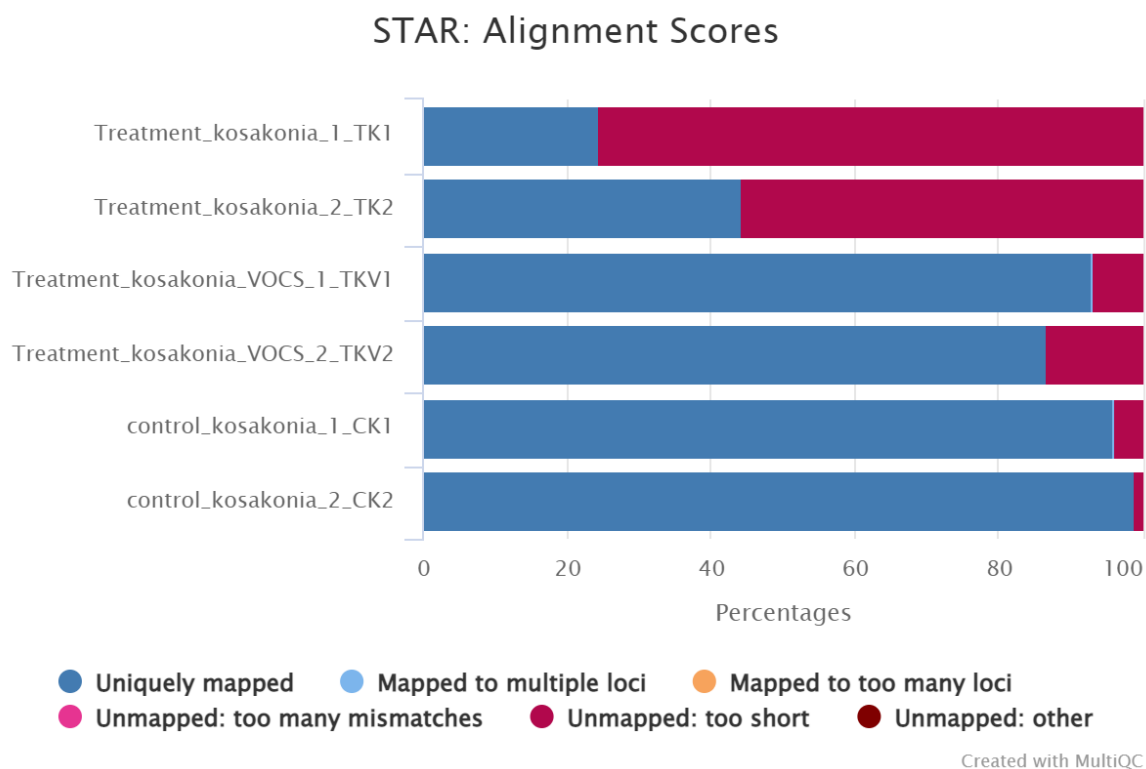 STAR: Alignment Scores
Treatment_kosakonia_1_TK1
Treatment_kosakonia_2_TK2
Treatment_kosakonia_VOCS_1_TKV1
Treatment_kosakonia_VOCS_2_TKV2
control_kosakonia_1_CK1
control_kosakonia_2_CK2
0 20 40 60 80 100
Percentages
Uniquely mapped Mapped to multiple loci Mapped to too many loci
Unmapped: too many mismatches Unmapped: too short Unmapped: other
Created with MultiQC